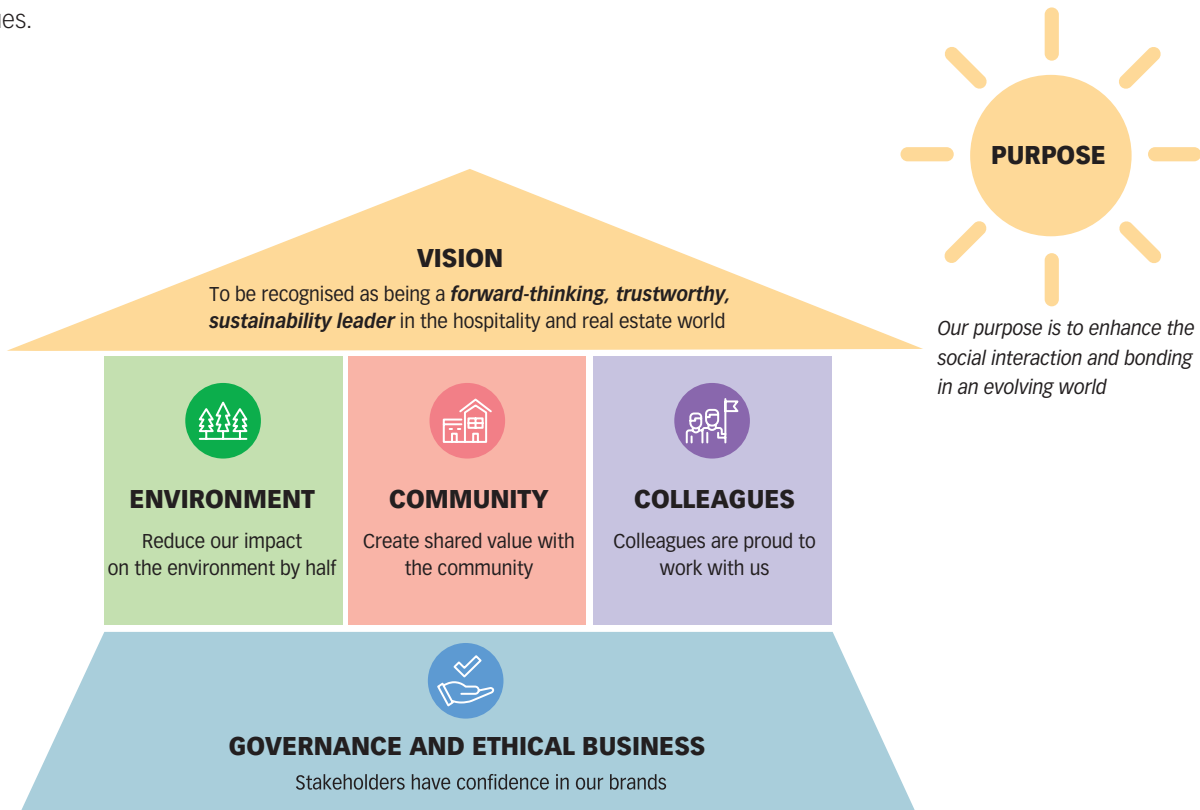 ues.
PURPOSE
Our purpose is to enhance the
social interaction and bonding
in an evolving world
VISION
To be recognised as being a forward-thinking, trustworthy,
sustainability leader in the hospitality and real estate world
ENVIRONMENT
Reduce our impact
on the environment by half
COMMUNITY
Create shared value with
the community
COLLEAGUES
Colleagues are proud to
work with us
GOVERNANCE AND ETHICAL BUSINESS
Stakeholders have confidence in our brands